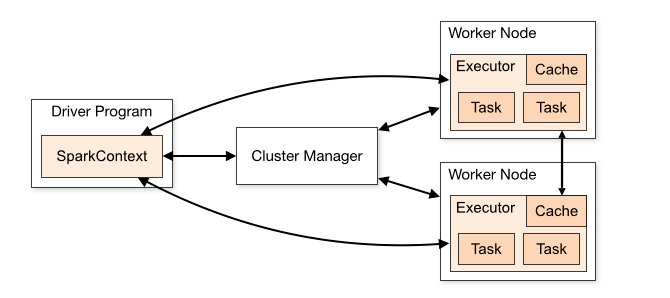 Driver Program
SparkContext
Cluster Manager
Worker Node
Executor
Cache
Task
Task
Worker Node
Executor
Cache
Task
Task